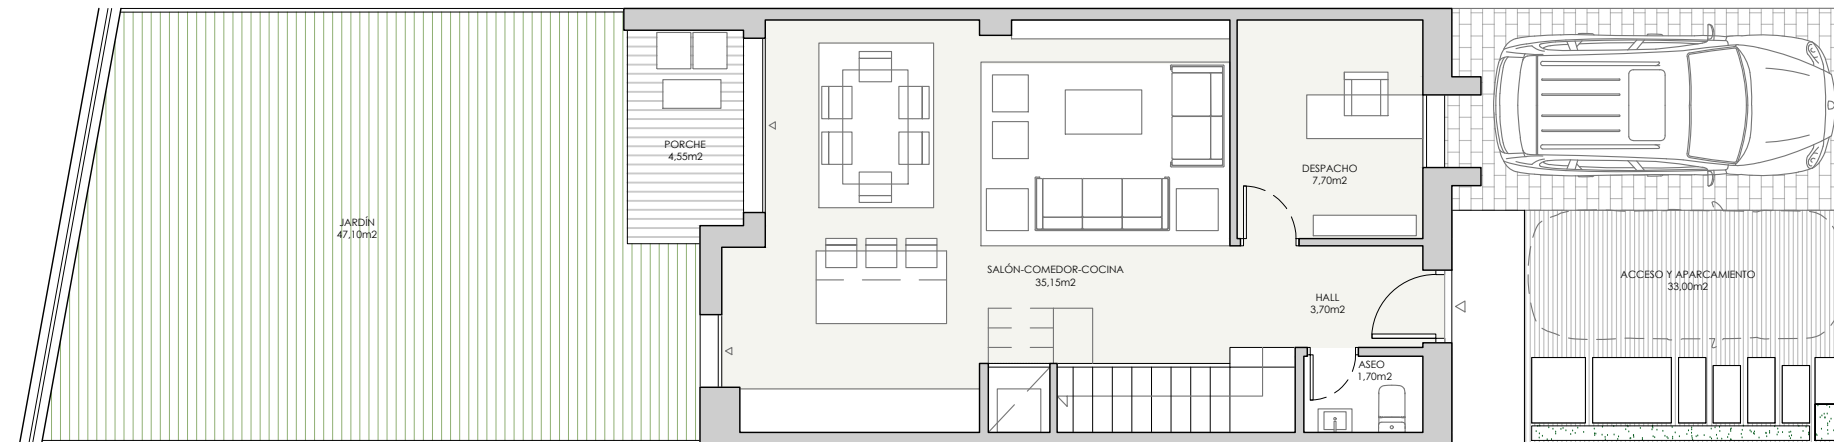 JARDÍN
47,10m2
PORCHE
4,55m2
SALÓN-COMEDOR-COCINA
35,15m2
DESPACHO
7,70m2
HALL
3,70m2
ASEO
1,70m2
ACCESO Y APARCAMIENTO
33,00m2